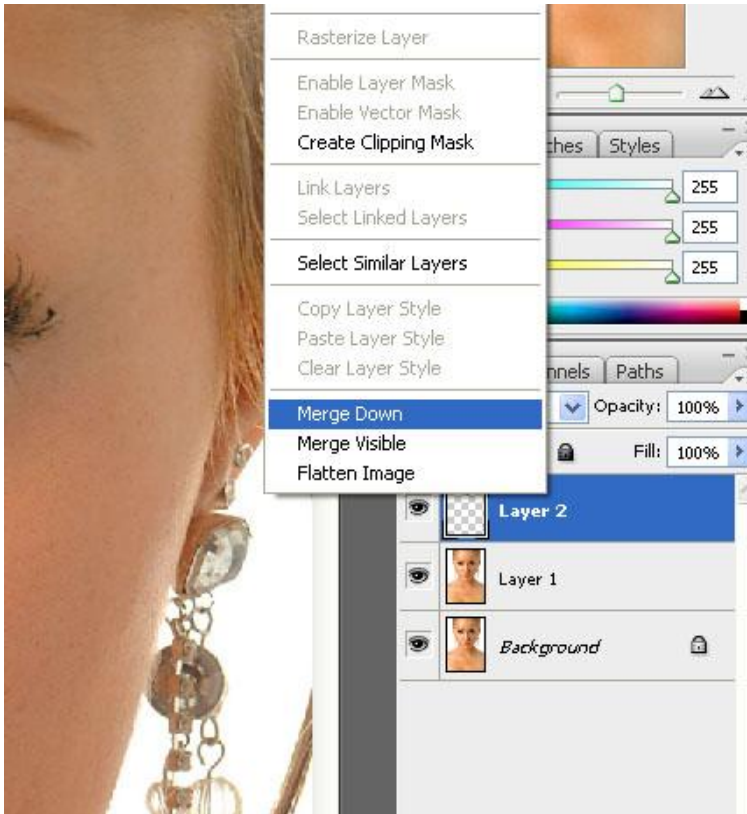 Rasterize Layer
Enable Layer Mask
Enable Vector Mask
Create Clipping Mask
Link Layers
Select Linked Layers
Select Similar Layers
Copy Layer Style
Paste Layer Style
Clear Layer Style
Merge Down
Merge Visible
Flatten Image
ches Styles
255
255
255
nnels Paths
Opacity: 100%
Fill: 100%
Layer 2
Layer 1
Background